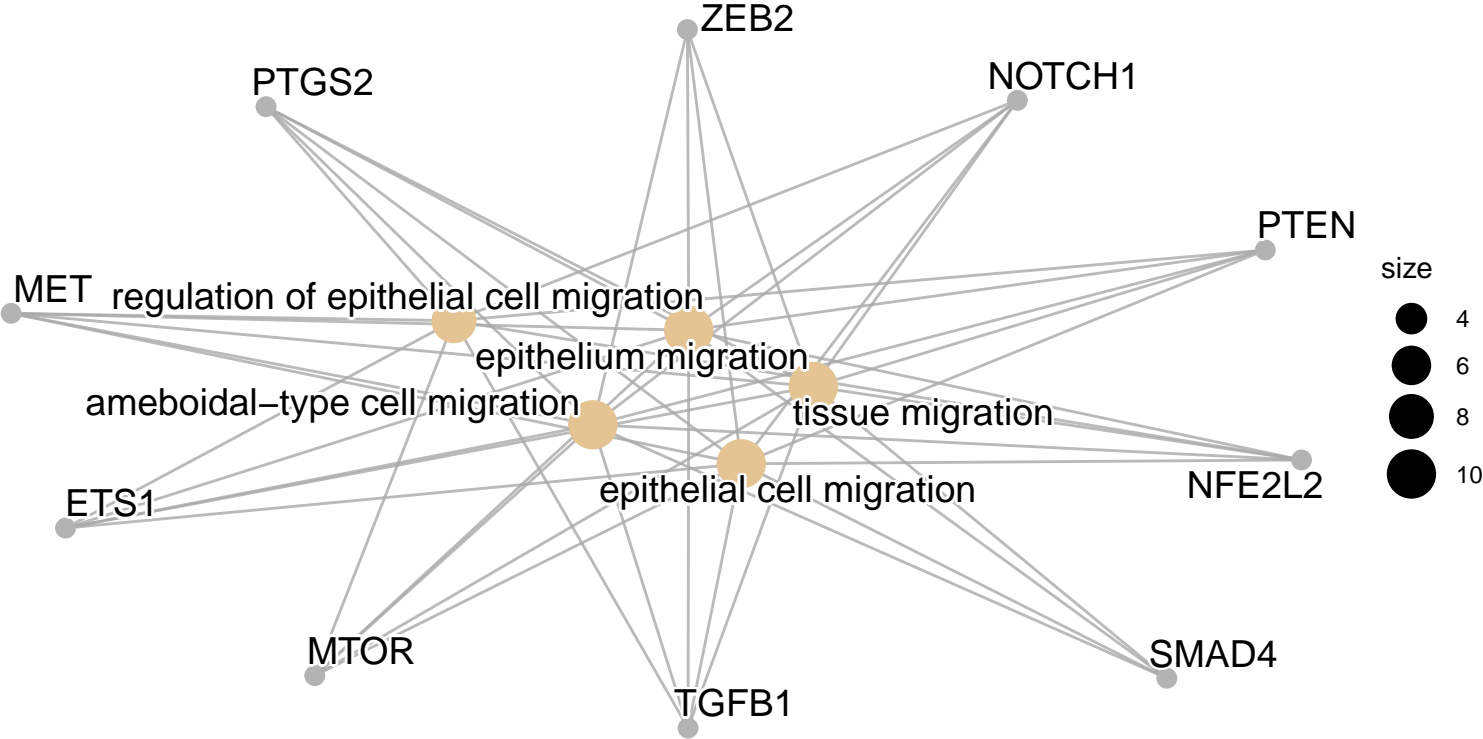 ZEB2
PTGS2
NOTCH1
PTEN
size
MET
regulation of epithelial cell migration
4
epithelium migration
6
ameboidal−type cell migration
tissue migration
8
epithelial cell migration
10
NFE2L2
ETS1
MTOR
SMAD4
TGFB1